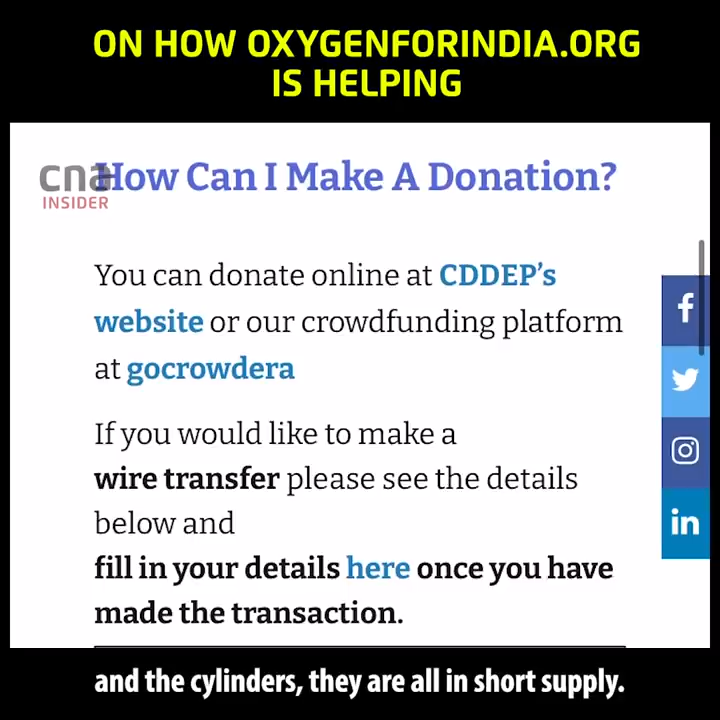 ON HOW OXYGENFORINDIA.ORG
IS HELPING
cna
INSIDER
How Can I Make A Donation?
You can donate online at CDDEP's
website or our crowdfunding platform
at gocrowdera
If you would like to make a
wire transfer please see the details
below and
fill in your details here once you have
made the transaction.
f
in
and the cylinders, they are all in short supply.